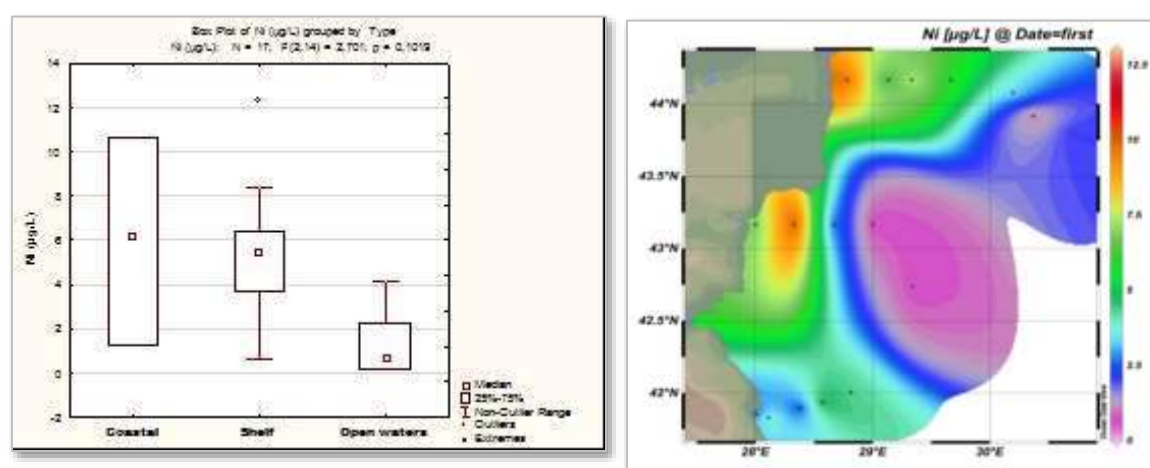 Box Plot of Ni (µg/L) grouped by Type
Ni (µg/L): N = 17, F(2,14) = 2,701, p = 0,1019
14
12
10
8
6
4
2
0
-2
Ni (µg/L)
Coastal
Shelf
Open waters
Median
25%-75%
Non-Outlier Range
Outliers
Extremes
Ni [µg/L] @ Date=first
44°N
43.5°N
43°N
42.5°N
42°N
28°E
29°E
30°E
12.5
10
7.5
5
2.5
0